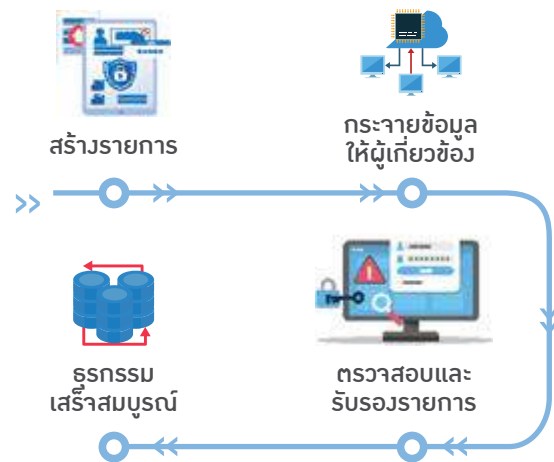 สร้างรายการ
กระจายข้อมูล
ให้ผู้เกี่ยวข้อง
ตรวจสอบและ
รับรองรายการ
ธุรกรรม
เสร็จสมบูรณ์